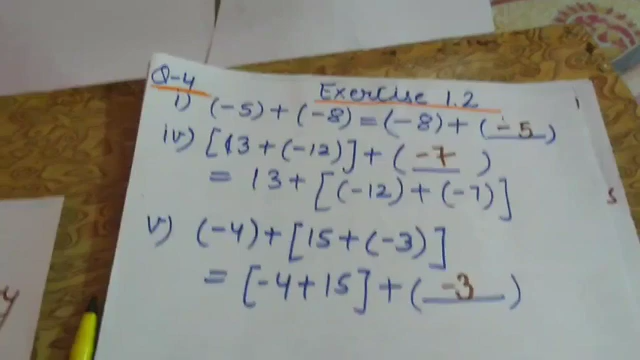 Q-4
Exercise 1.2
i) (-5) + (-8) = (-8) + (-5)
iv) [13 + (-12)] + (-7)
= 13 + [(-12) + (-7)]
v) (-4) + [15 + (-3)]
= [-4 + 15] + (-3)